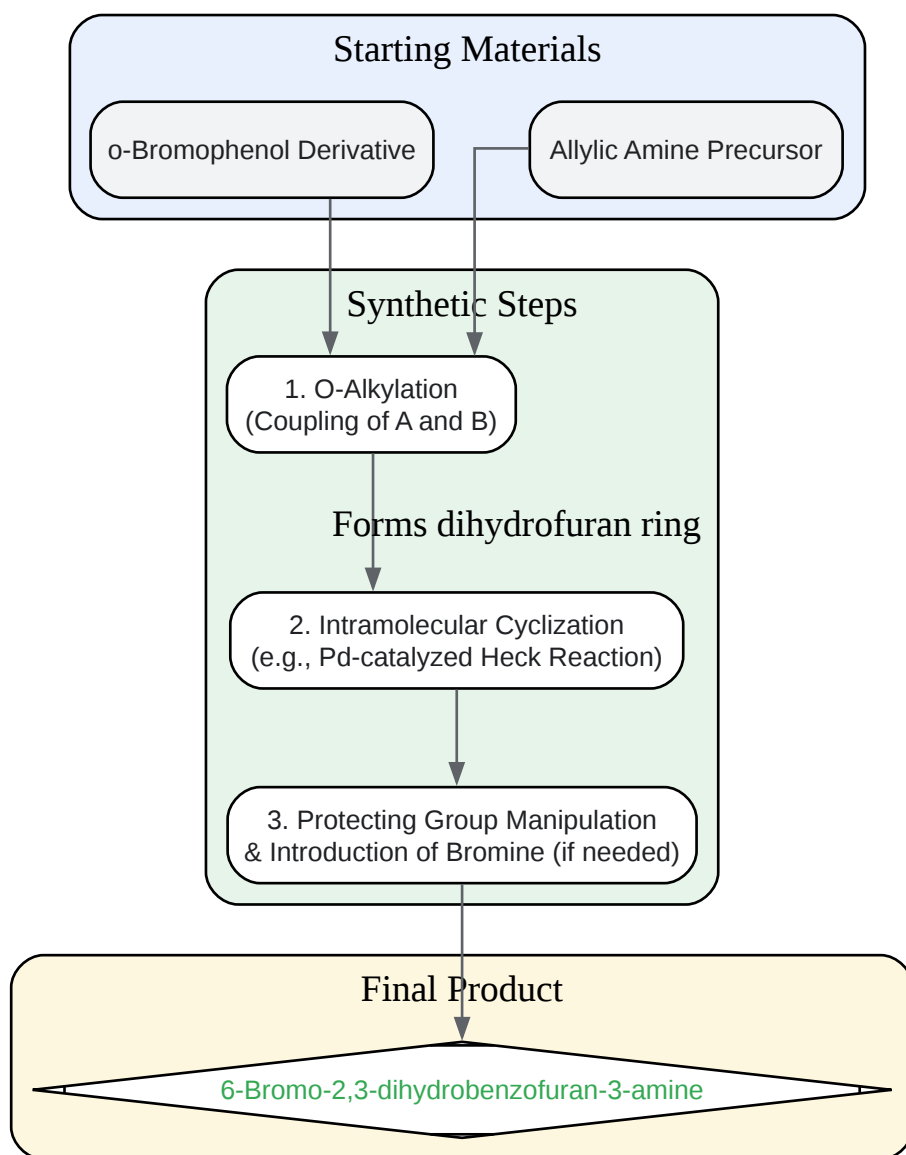 Starting Materials
o-Bromophenol Derivative
Allylic Amine Precursor
Synthetic Steps
1. O-Alkylation
(Coupling of A and B)
Forms dihydrofuran ring
2. Intramolecular Cyclization
(e.g., Pd-catalyzed Heck Reaction)
3. Protecting Group Manipulation
& Introduction of Bromine (if needed)
Final Product
6-Bromo-2,3-dihydrobenzofuran-3-amine